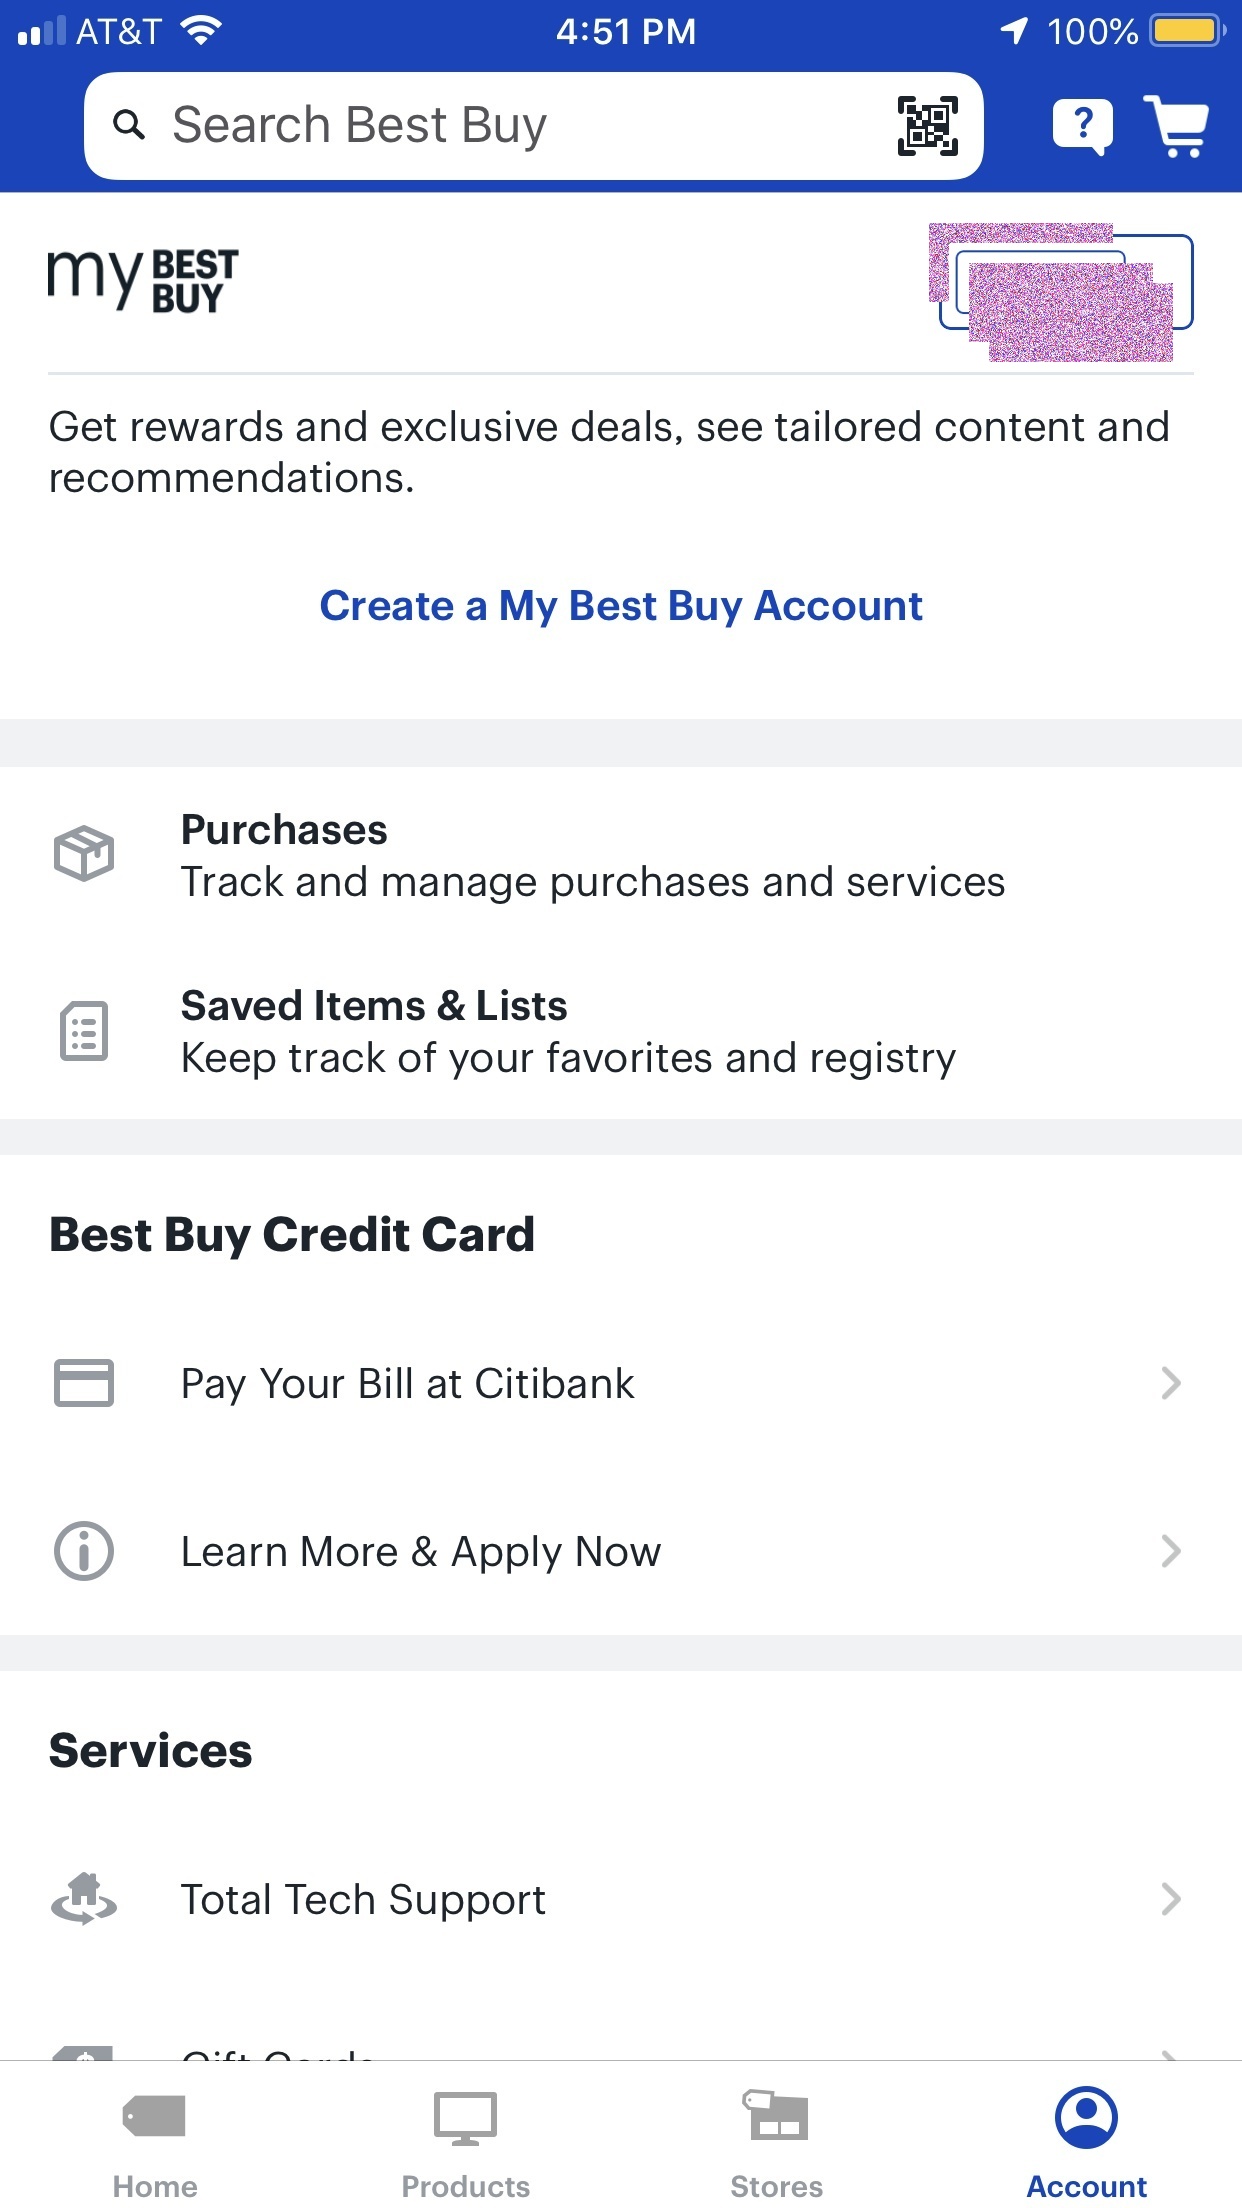 AT&T 4:51 PM 100%
Search Best Buy
?
my BEST BUY
Get rewards and exclusive deals, see tailored content and
recommendations.
Create a My Best Buy Account
Purchases
Track and manage purchases and services
Saved Items & Lists
Keep track of your favorites and registry
Best Buy Credit Card
Pay Your Bill at Citibank
Learn More & Apply Now
Services
Total Tech Support
Gift Cards
Home Products Stores Account